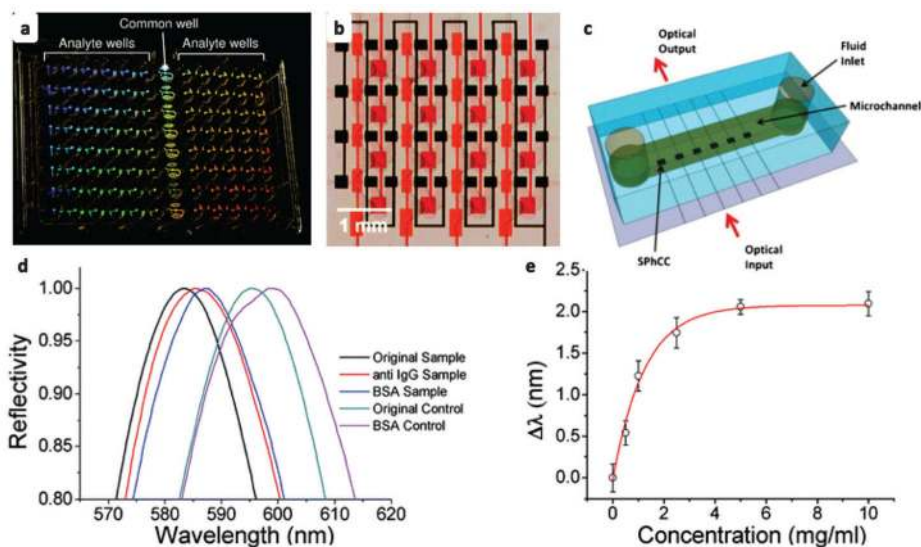 a
Common well
Analyte wells
Analyte wells
b
1 mm
c
Optical
Output
Fluid
Inlet
Microchannel
SPhCC
Optical
Input
d
1.00
0.95
0.90
0.85
0.80
Reflectivity
570 580 590 600 610 620
Wavelength (nm)
Original Sample
anti IgG Sample
BSA Sample
Original Control
BSA Control
e
2.5
2.0
1.5
1.0
0.5
0.0
Δλ (nm)
0 2 4 6 8 10
Concentration (mg/ml)